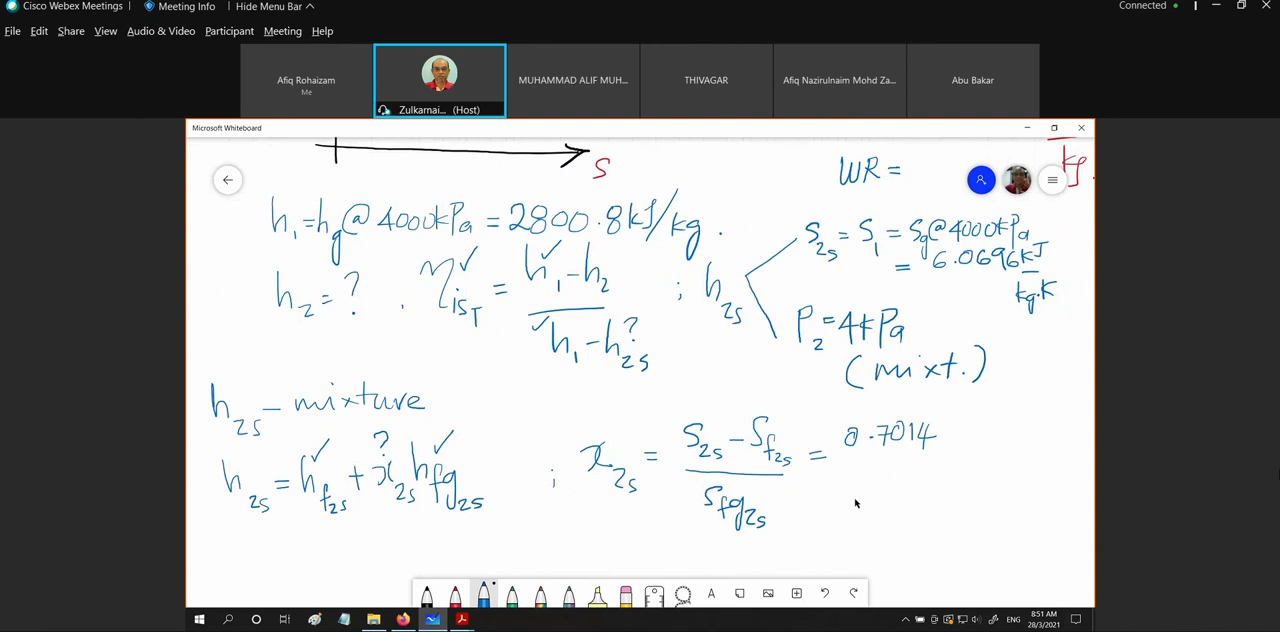 Cisco Webex Meetings
Meeting Info
Hide Menu Bar
Connected
File Edit Share View Audio & Video Participant Meeting Help
Afiq Rohaizam
Me
Zulkarnai... (Host)
MUHAMMAD ALIF MUH...
THIVAGAR
Afiq Nazirulnaim Mohd Za...
Abu Bakar
Microsoft Whiteboard
S
WR =
kg.
h₁ = hg @ 4000kPa = 2800.8 kJ/kg.
h₂ = ? . ηisT ✓ = h₁ ✓ - h₂ / ✓ h₁ - h₂s ?
; h₂s
S₂s = S₁ = Sg @ 4000kPa
= 6.0696 kJ/kg.K
P₂ = 4kPa
(mixt.)
h₂s - mixture
h₂s = hf₂s ✓ + x₂s ? hfg₂s ✓ ; x₂s = S₂s - Sf₂s / Sfg₂s = 0.7014
A
8:51 AM
28/3/2021